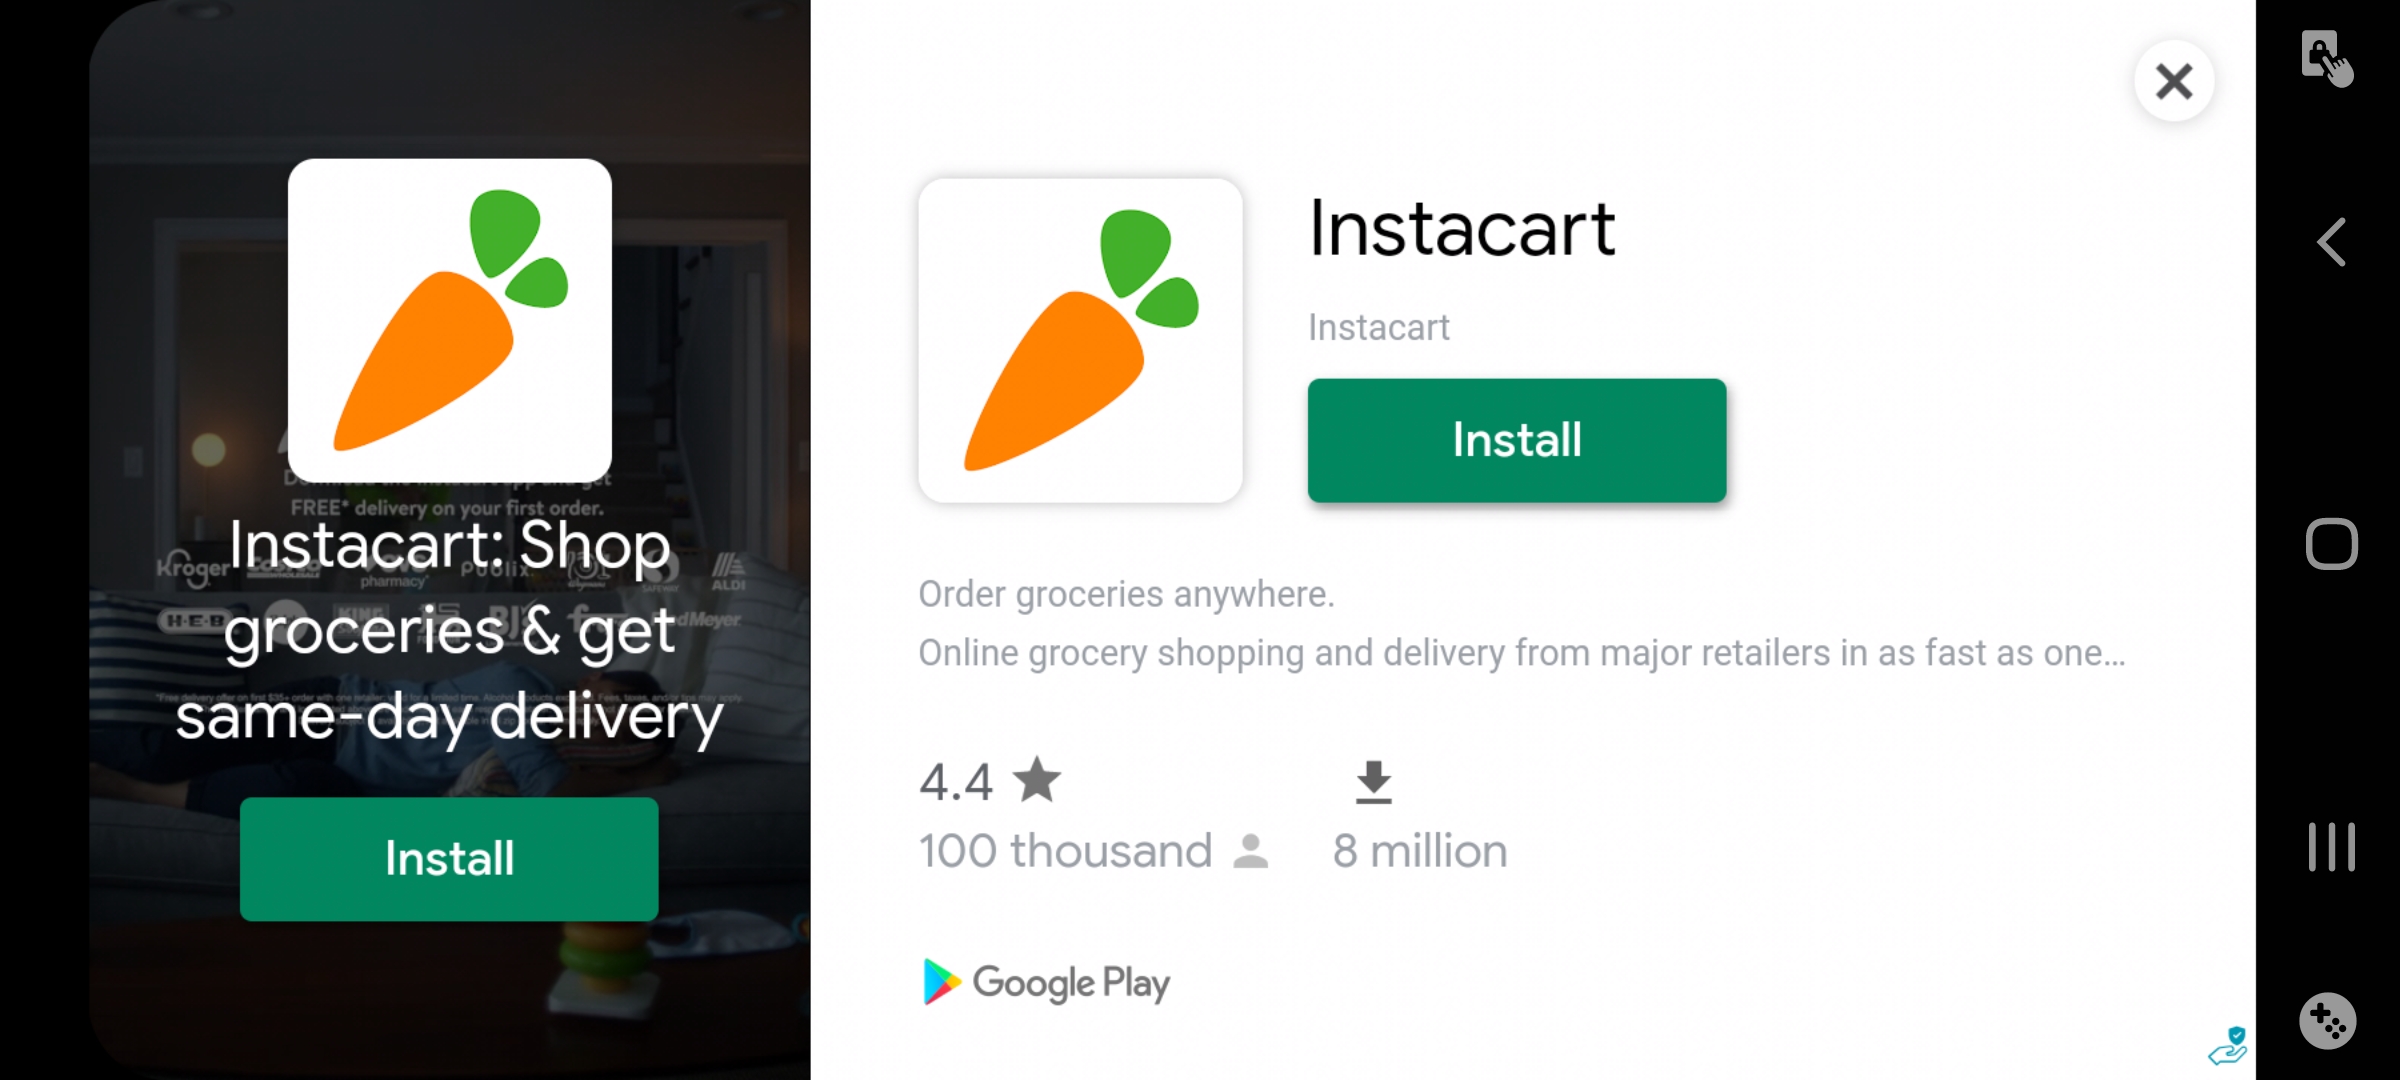 FREE* delivery on your first order.
Instacart: Shop
groceries & get
same-day delivery
Kroger
pharmacy
Publix
SAFEWAY
ALDI
H-E-B
KING
BJ's
Install
Instacart
Instacart
Install
Order groceries anywhere.
Online grocery shopping and delivery from major retailers in as fast as one...
4.4
100 thousand
8 million
Google Play